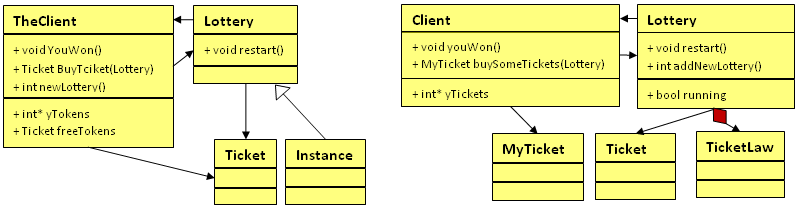 TheClient
+ void YouWon()
+ Ticket BuyTciket(Lottery)
+ int newLottery()
+ int* yTokens
+ Ticket freeTokens
Lottery
+ void restart()
Ticket
Instance
Client
+ void youWon()
+ MyTicket buySomeTickets(Lottery)
+ int* yTickets
Lottery
+ void restart()
+ int addNewLottery()
+ bool running
MyTicket
Ticket
TicketLaw